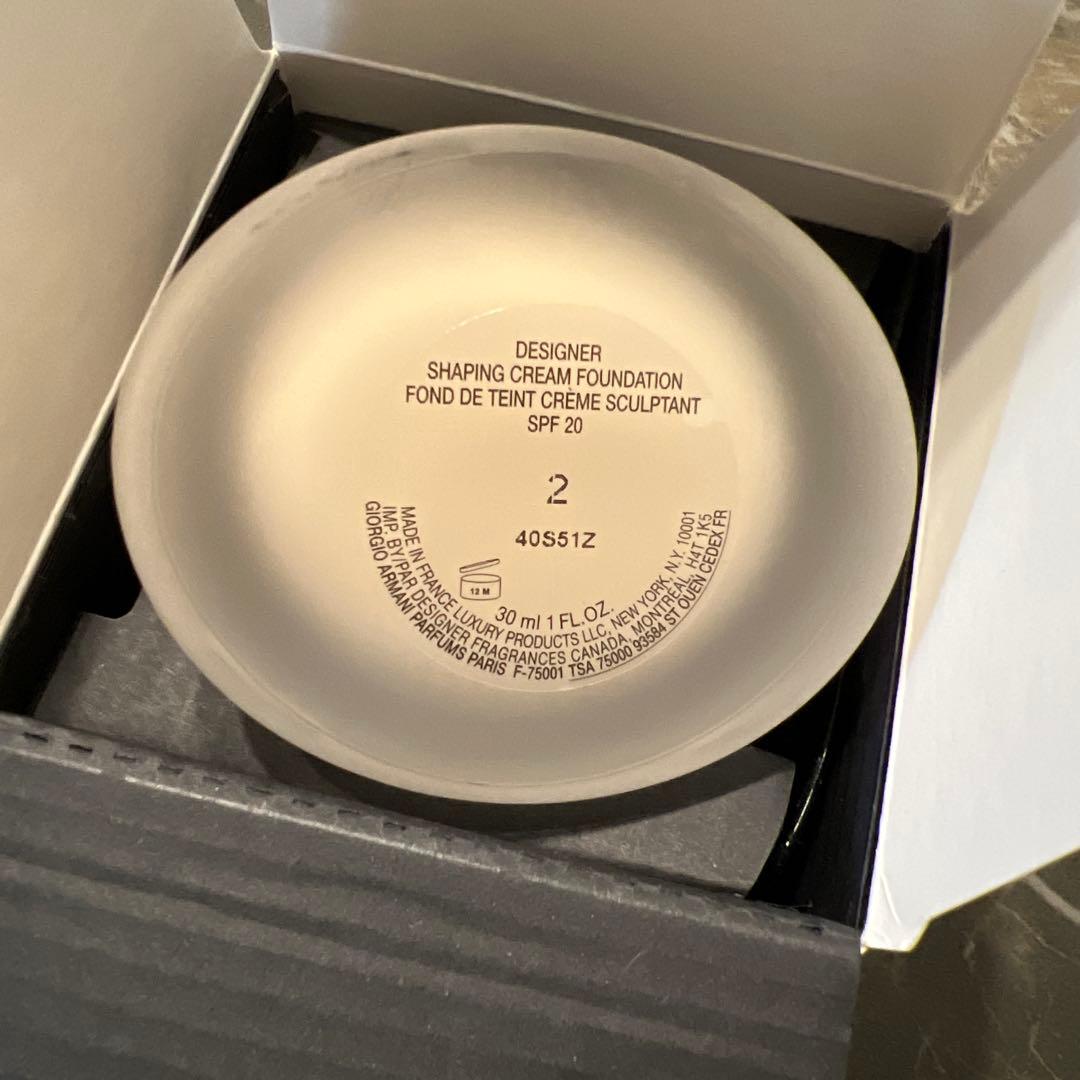 DESIGNER
SHAPING CREAM FOUNDATION
FOND DE TEINT CRÈME SCULPTANT
SPF 20
2
40S51Z
12 M
30 ml 1 FL.OZ.
MADE IN FRANCE LUXURY PRODUCTS LLC, NEW YORK, N.Y. 10001
IMP. BY/PAR DESIGNER FRAGRANCES CANADA, MONTREAL, H4T 1K5
GIORGIO ARMANI PARFUMS PARIS F-75001 TSA 75000 93584 ST OUEN CEDEX FR